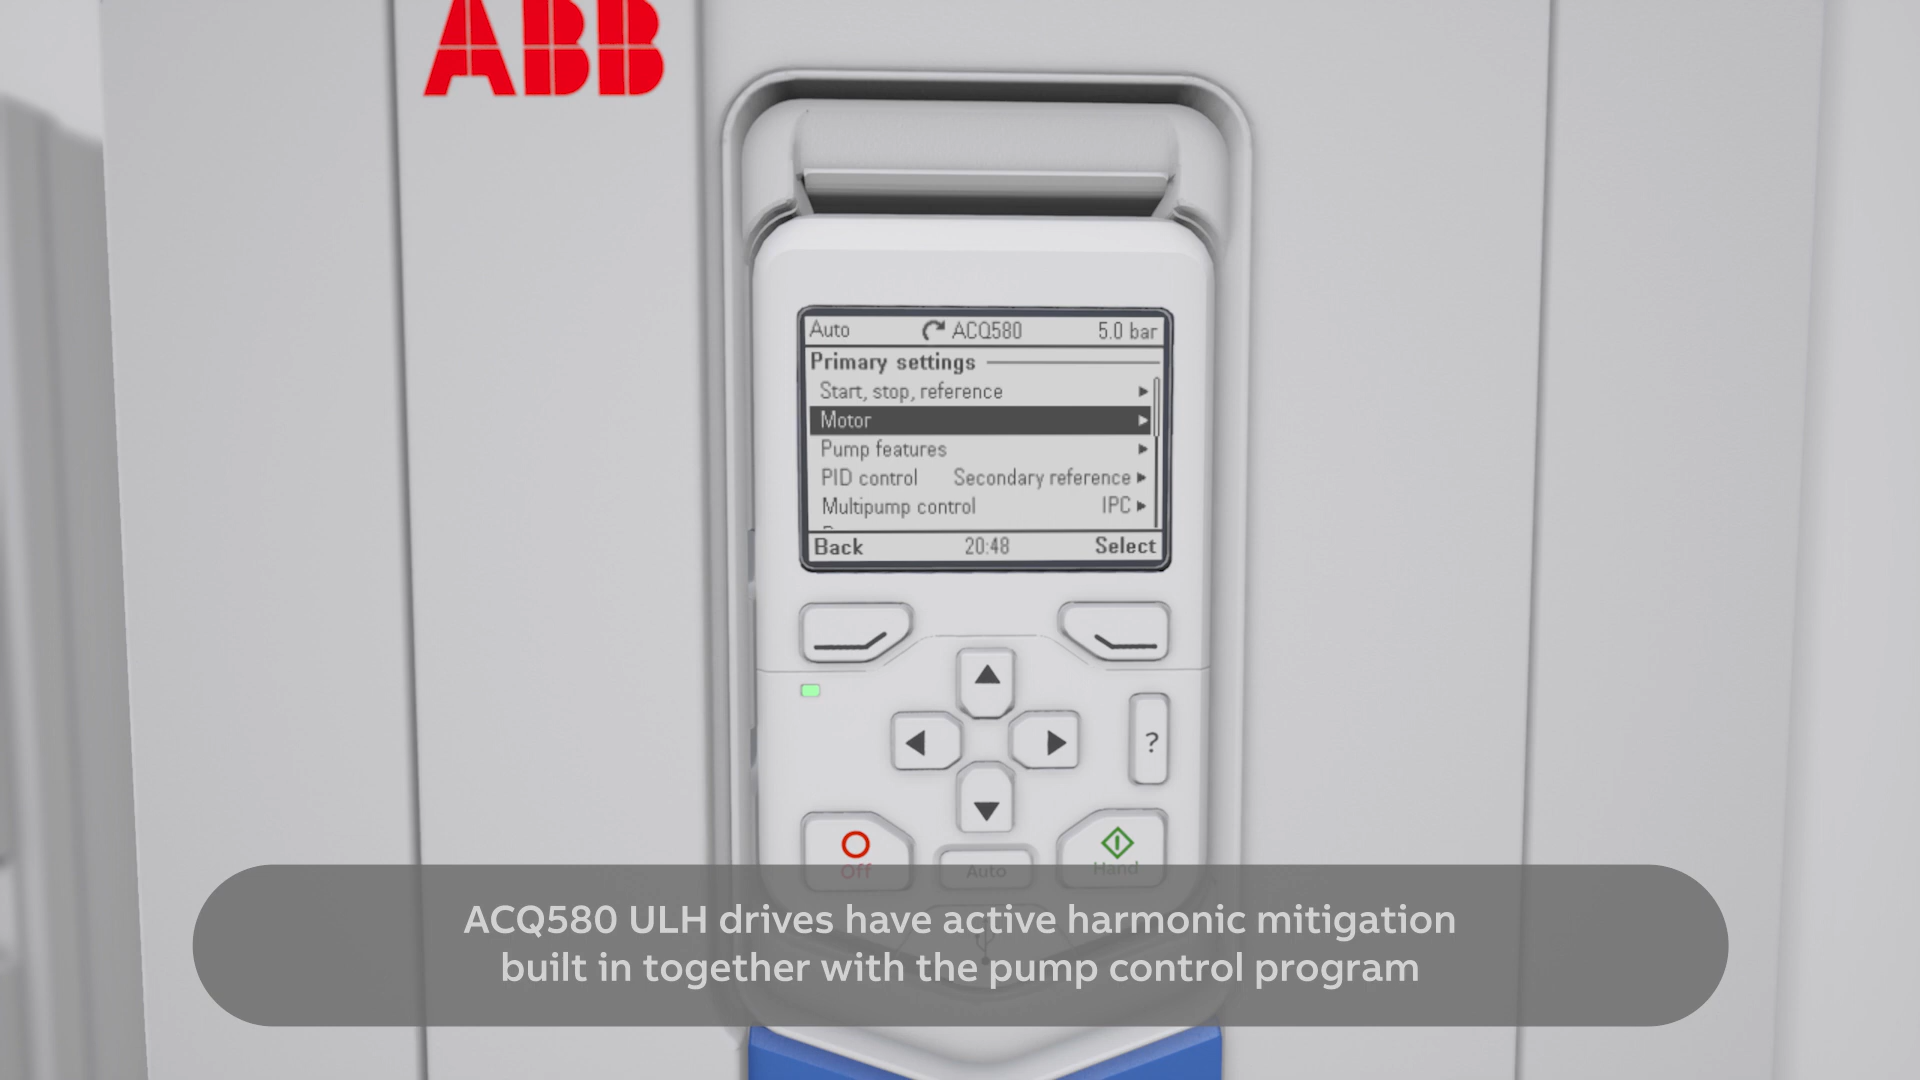 ABB
Auto ACQ580 5.0 bar
Primary settings
Start, stop, reference
Motor
Pump features
PID control Secondary reference
Multipump control IPC
Back 20:48 Select
?
Off Auto Hand
ACQ580 ULH drives have active harmonic mitigation
built in together with the pump control program